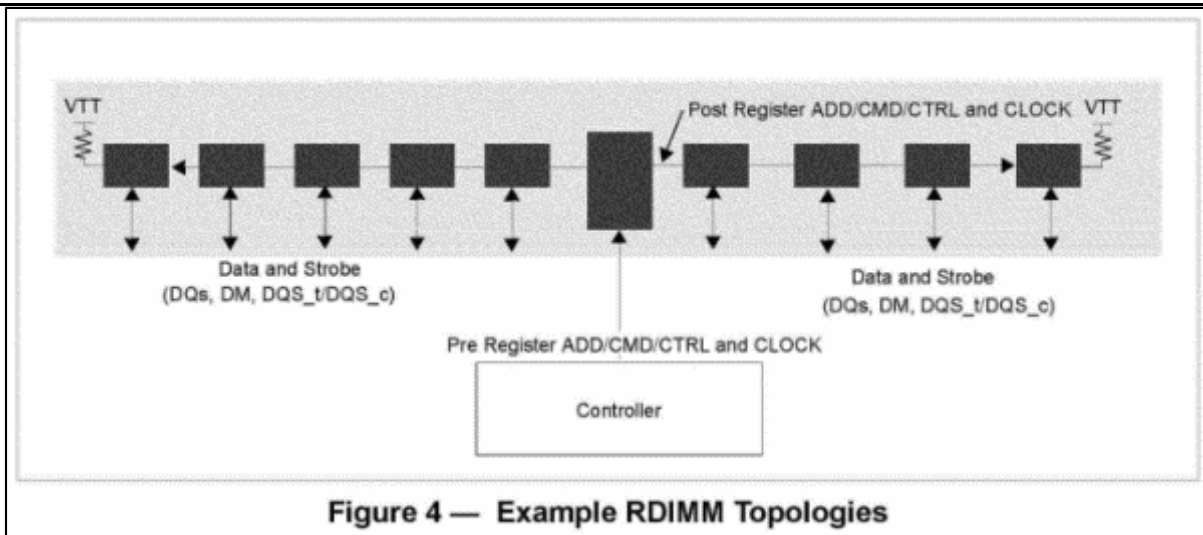 VTT
Post Register ADD/CMD/CTRL and CLOCK
VTT
Data and Strobe
(DQs, DM, DQS_t/DQS_c)
Data and Strobe
(DQs, DM, DQS_t/DQS_c)
Pre Register ADD/CMD/CTRL and CLOCK
Controller
Figure 4 — Example RDIMM Topologies